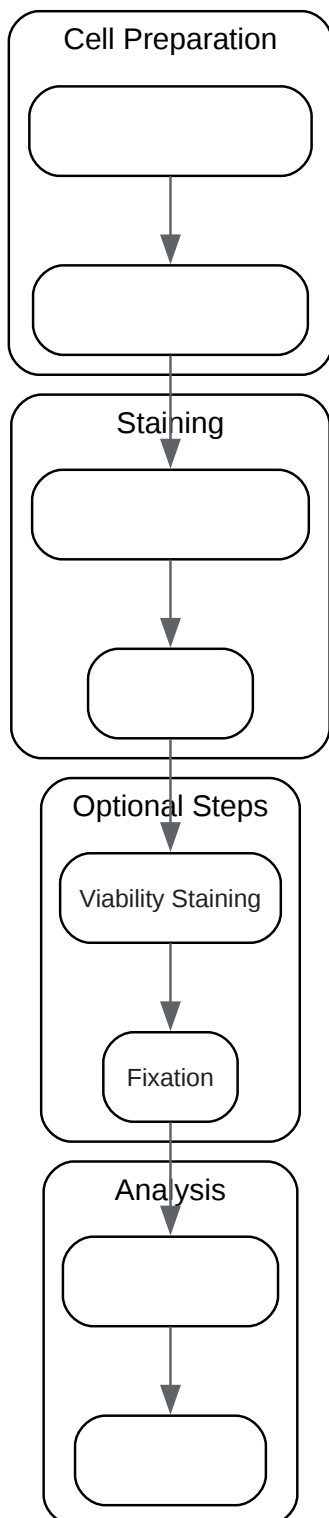 Cell Preparation
Staining
Optional Steps
Viability Staining
Fixation
Analysis